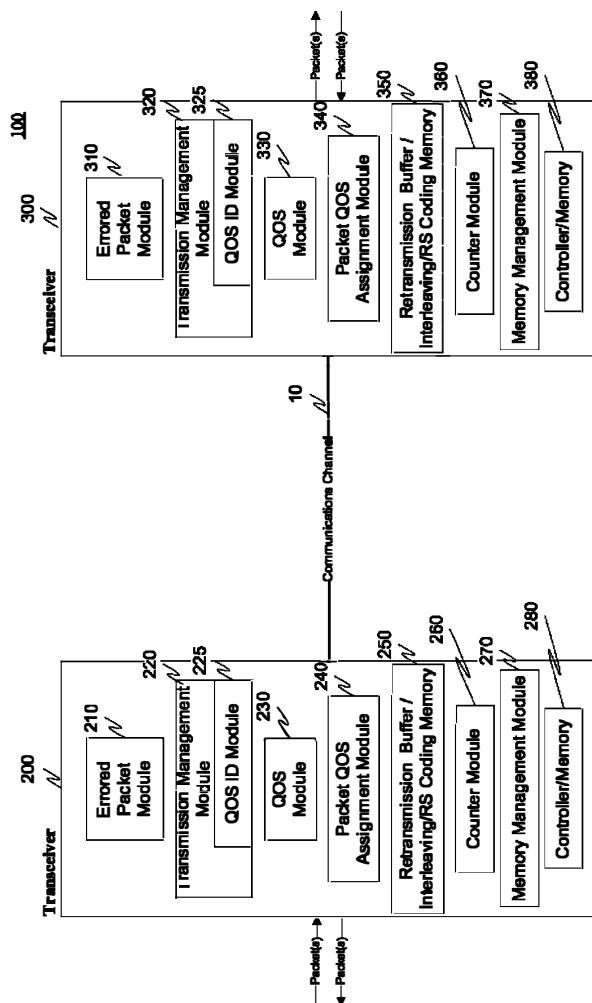 100
Transceiver
200
Errored
Packet
Module
210
Transmission Management
Module
220
QOS ID Module
225
QOS
Module
230
Packet QOS
Assignment Module
240
Retransmission Buffer /
Interleaving/RS Coding Memory
250
Counter Module
260
Memory Management Module
270
Controller/Memory
280
Packet(s)
Packet(s)
Communications Channel
10
Transceiver
300
Errored
Packet
Module
310
Transmission Management
Module
320
QOS ID Module
325
QOS
Module
330
Packet QOS
Assignment Module
340
Retransmission Buffer /
Interleaving/RS Coding Memory
350
Counter Module
360
Memory Management Module
370
Controller/Memory
380
Packet(s)
Packet(s)